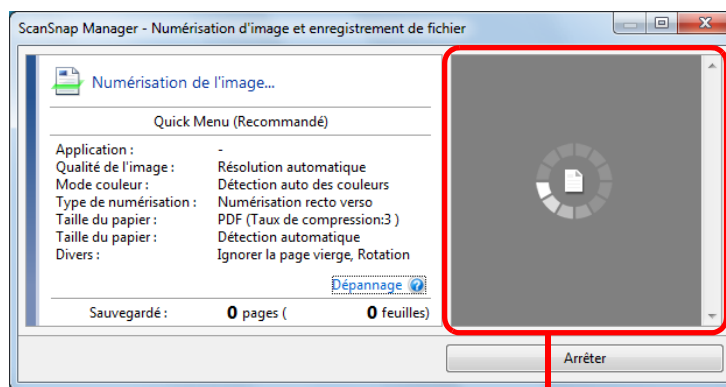 ScanSnap Manager - Numérisation d'image et enregistrement de fichier
Numérisation de l'image...
Quick Menu (Recommandé)
Application : -
Qualité de l'image : Résolution automatique
Mode couleur : Détection auto des couleurs
Type de numérisation : Numérisation recto verso
Taille du papier : PDF (Taux de compression:3 )
Taille du papier : Détection automatique
Divers : Ignorer la page vierge, Rotation
Dépannage
Sauvegardé : 0 pages ( 0 feuilles)
Arrêter